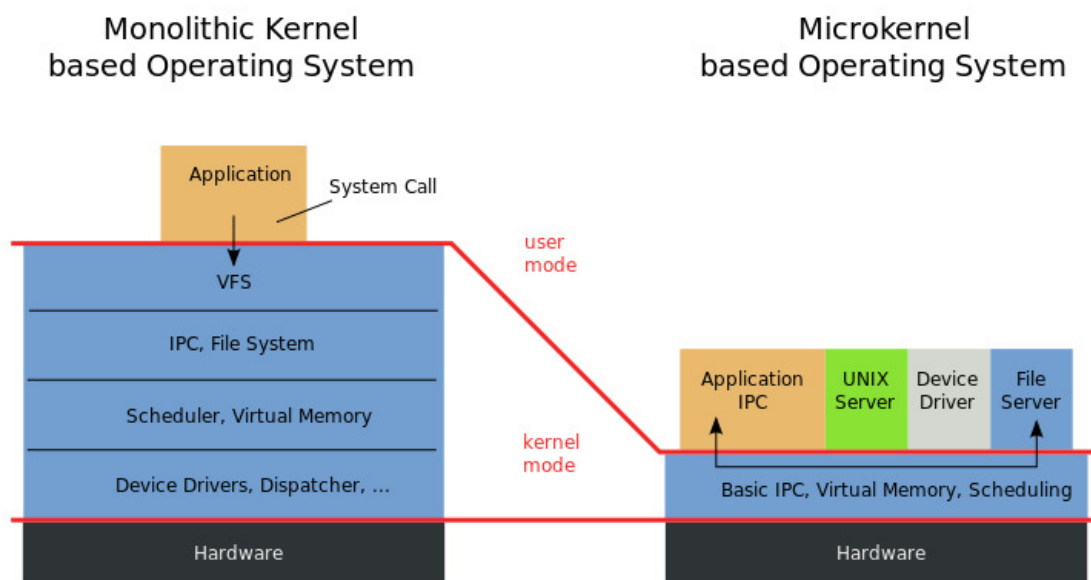 Monolithic Kernel
based Operating System
Application
System Call
VFS
IPC, File System
Scheduler, Virtual Memory
Device Drivers, Dispatcher, ...
Hardware
user
mode
kernel
mode
Microkernel
based Operating System
Application
IPC
UNIX
Server
Device
Driver
File
Server
Basic IPC, Virtual Memory, Scheduling
Hardware